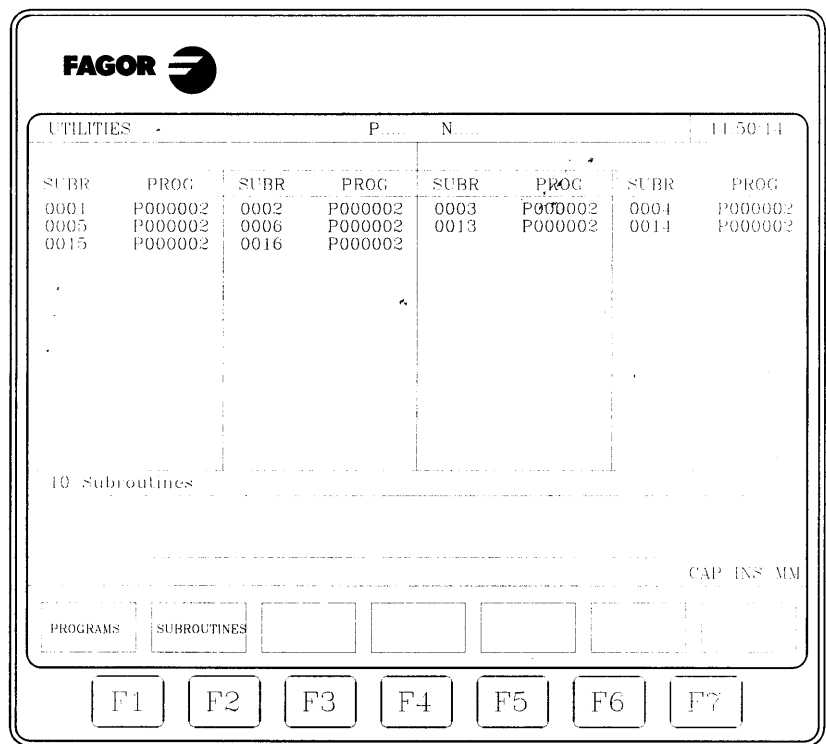 FAGOR
UTILITIES P..... N..... 11:50:14
SUBR PROG SUBR PROG SUBR PROG SUBR PROG
0001 P000002 0002 P000002 0003 P000002 0004 P000002
0005 P000002 0006 P000002 0013 P000002 0014 P000002
0015 P000002 0016 P000002
10 Subroutines
CAP INS MM
PROGRAMS SUBROUTINES
F1 F2 F3 F4 F5 F6 F7